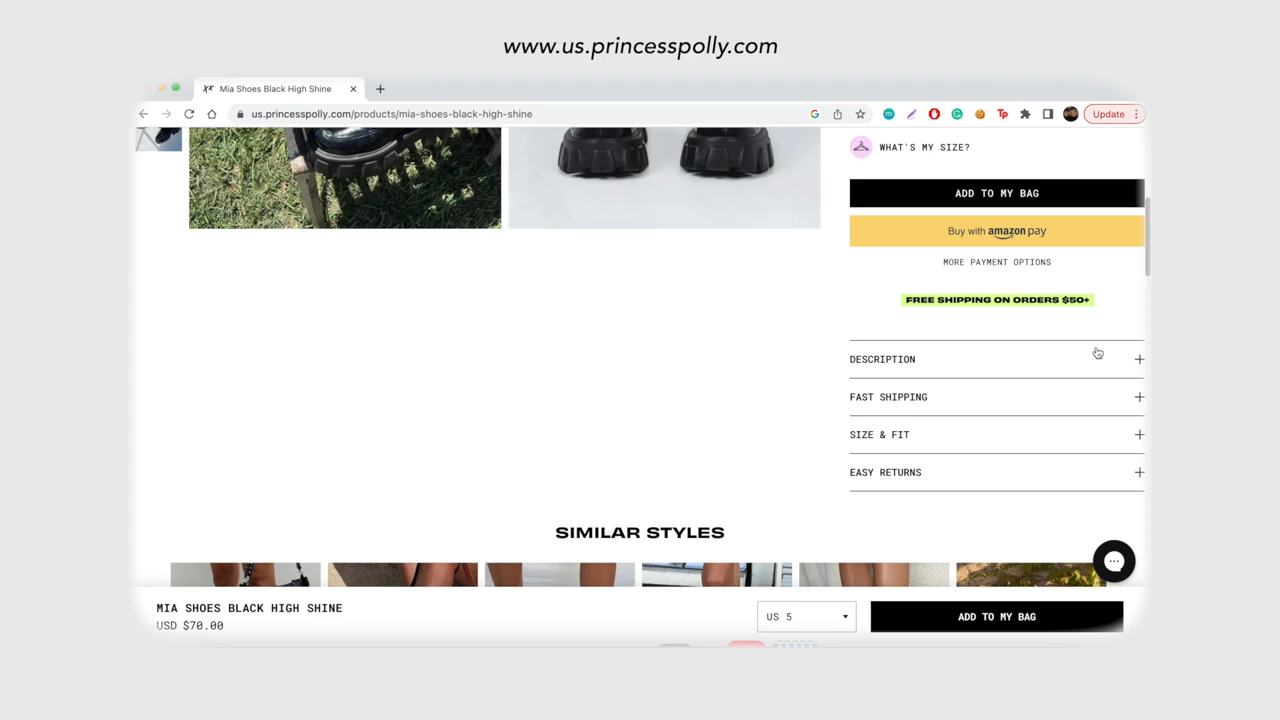 www.us.princesspolly.com
Mia Shoes Black High Shine
us.princesspolly.com/products/mia-shoes-black-high-shine
Update
WHAT'S MY SIZE?
ADD TO MY BAG
Buy with amazon pay
MORE PAYMENT OPTIONS
FREE SHIPPING ON ORDERS $50+
DESCRIPTION
FAST SHIPPING
SIZE & FIT
EASY RETURNS
SIMILAR STYLES
MIA SHOES BLACK HIGH SHINE
USD $70.00
US 5
ADD TO MY BAG